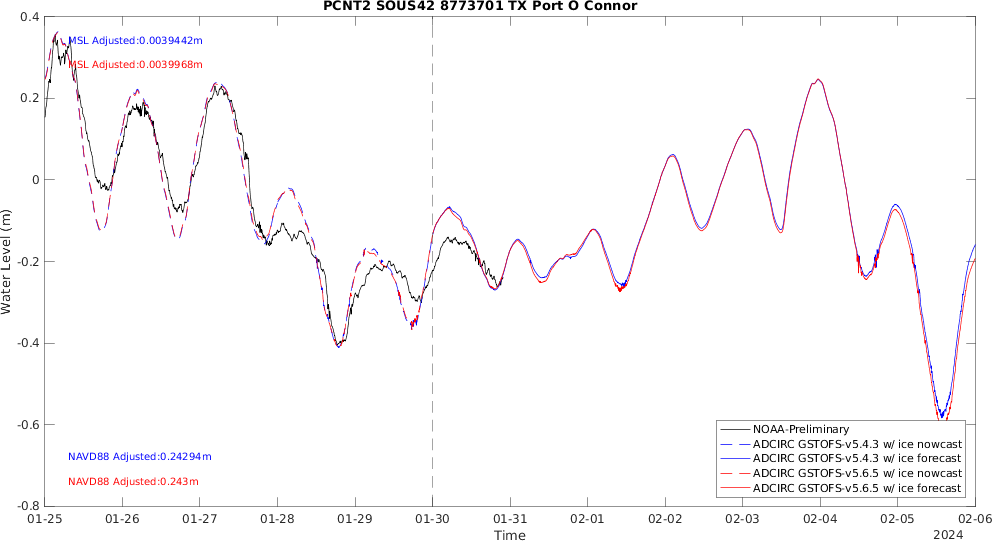 PCNT2 SOUS42 8773701 TX Port O Connor
MSL Adjusted:0.0039442m
MSL Adjusted:0.0039968m
0.4
0.2
0
-0.2
-0.4
-0.6
-0.8
Water Level (m)
NAVD88 Adjusted:0.24294m
NAVD88 Adjusted:0.243m
NOAA-Preliminary
ADCIRC GSTOFS-v5.4.3 w/ ice nowcast
ADCIRC GSTOFS-v5.4.3 w/ ice forecast
ADCIRC GSTOFS-v5.6.5 w/ ice nowcast
ADCIRC GSTOFS-v5.6.5 w/ ice forecast
01-25 01-26 01-27 01-28 01-29 01-30 01-31 02-01 02-02 02-03 02-04 02-05 02-06
Time
2024